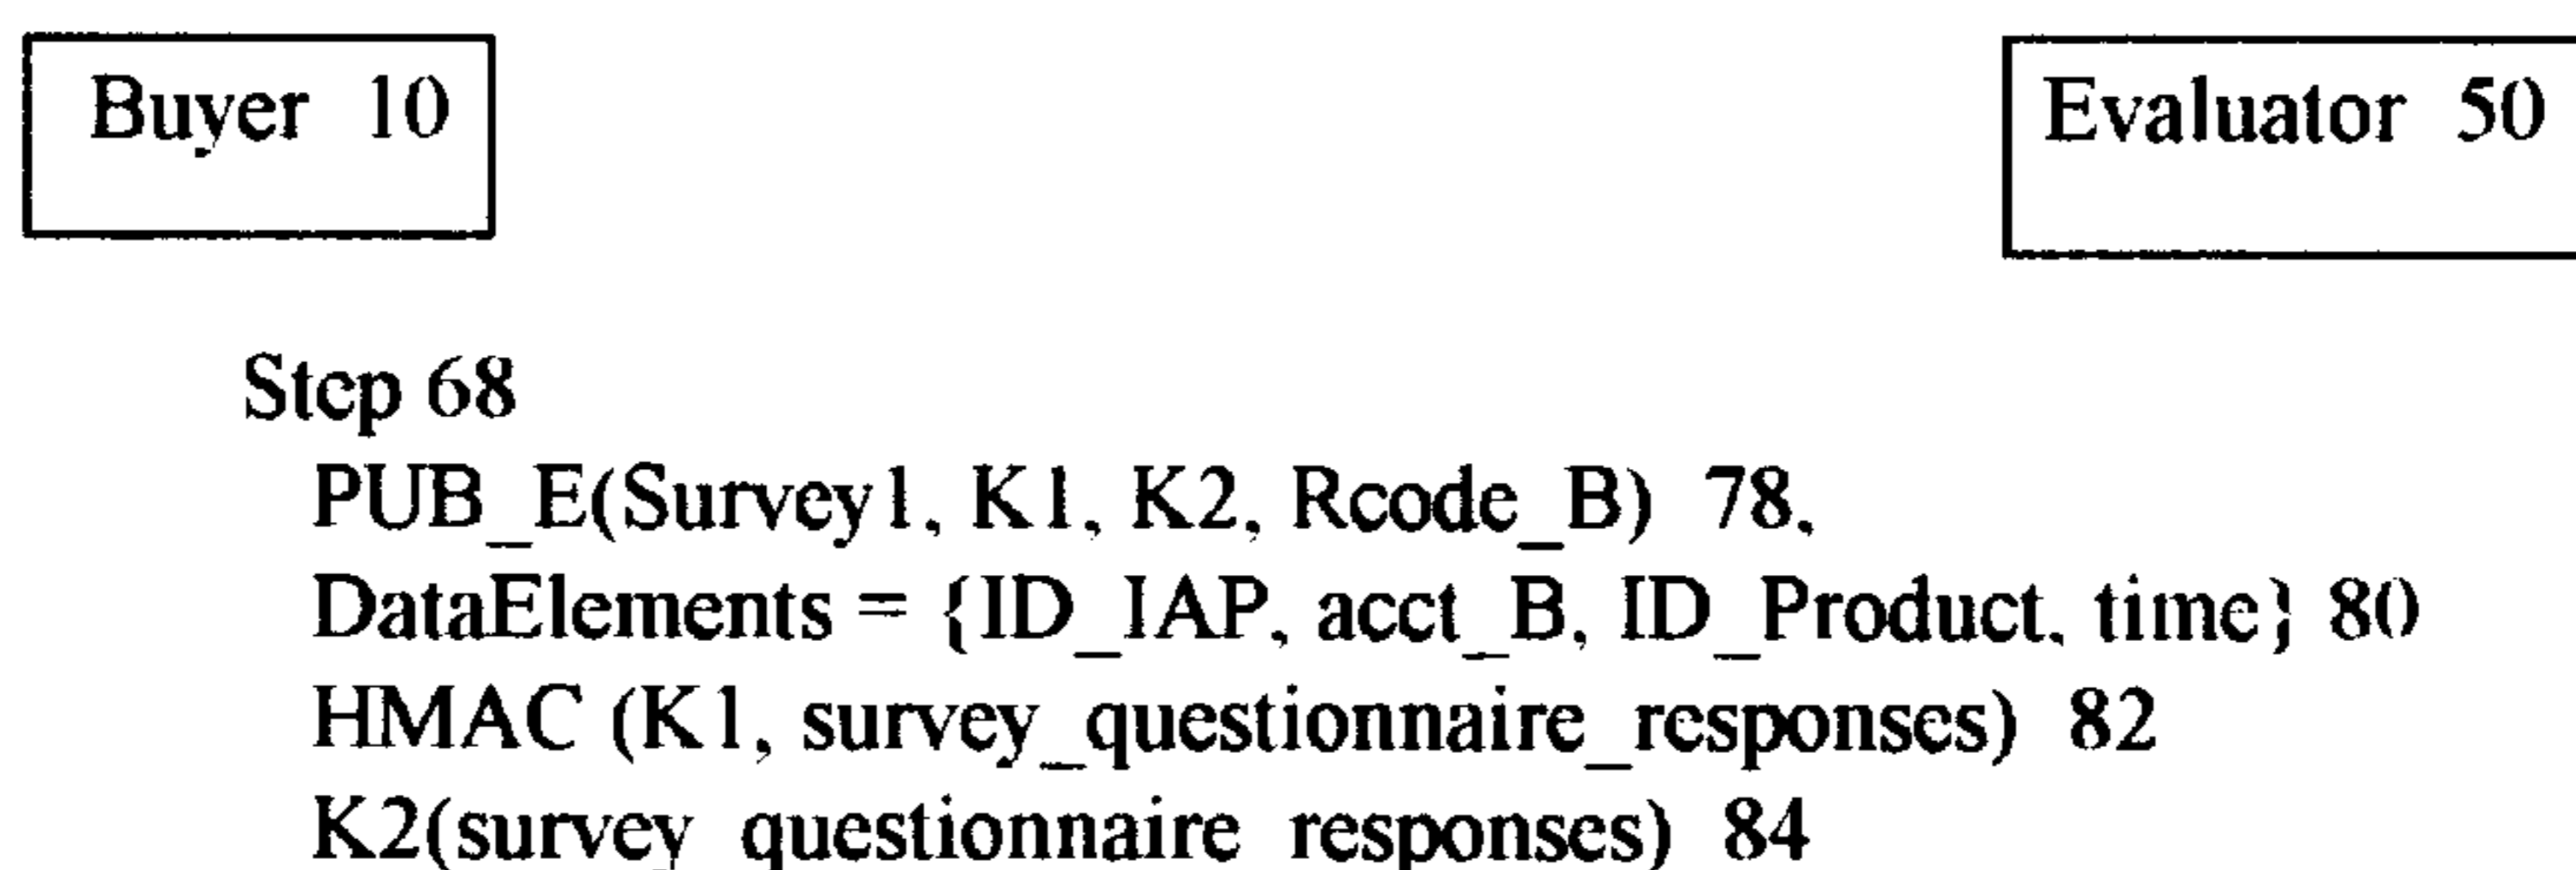 Buyer 10
Evaluator 50
Step 68
PUB_E(Survey1, K1, K2, Rcode_B) 78,
DataElements = {ID_IAP, acct_B, ID_Product, time} 80
HMAC (K1, survey_questionnaire_responses) 82
K2(survey_questionnaire_responses) 84